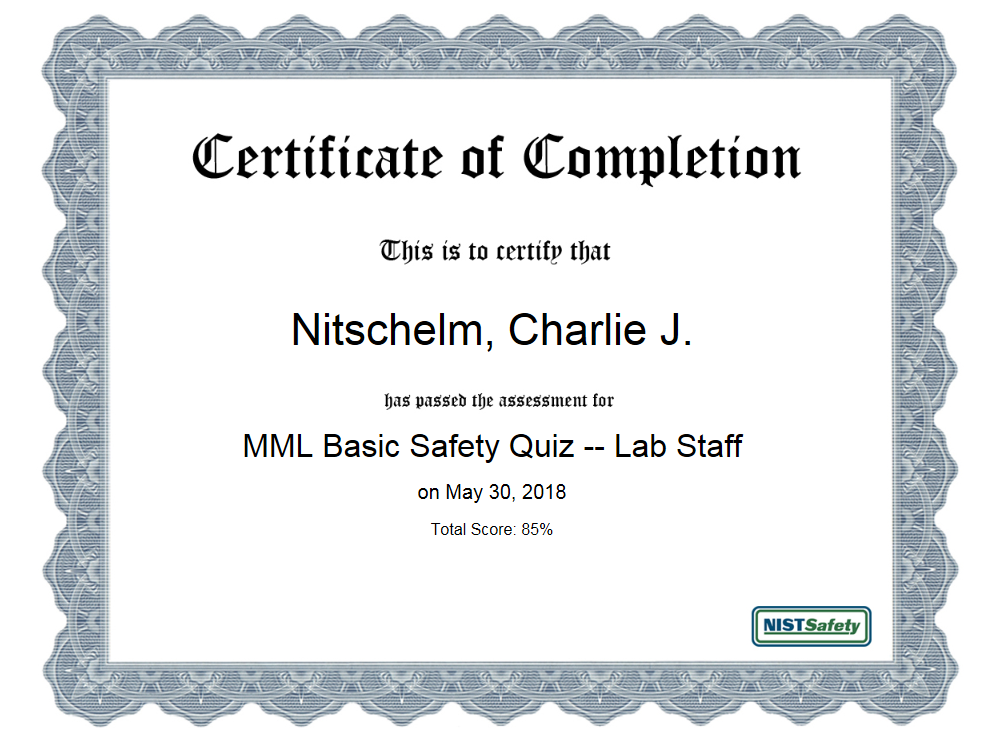 Certificate of Completion
This is to certify that
Nitschelm, Charlie J.
has passed the assessment for
MML Basic Safety Quiz -- Lab Staff
on May 30, 2018
Total Score: 85%
NISTSafety